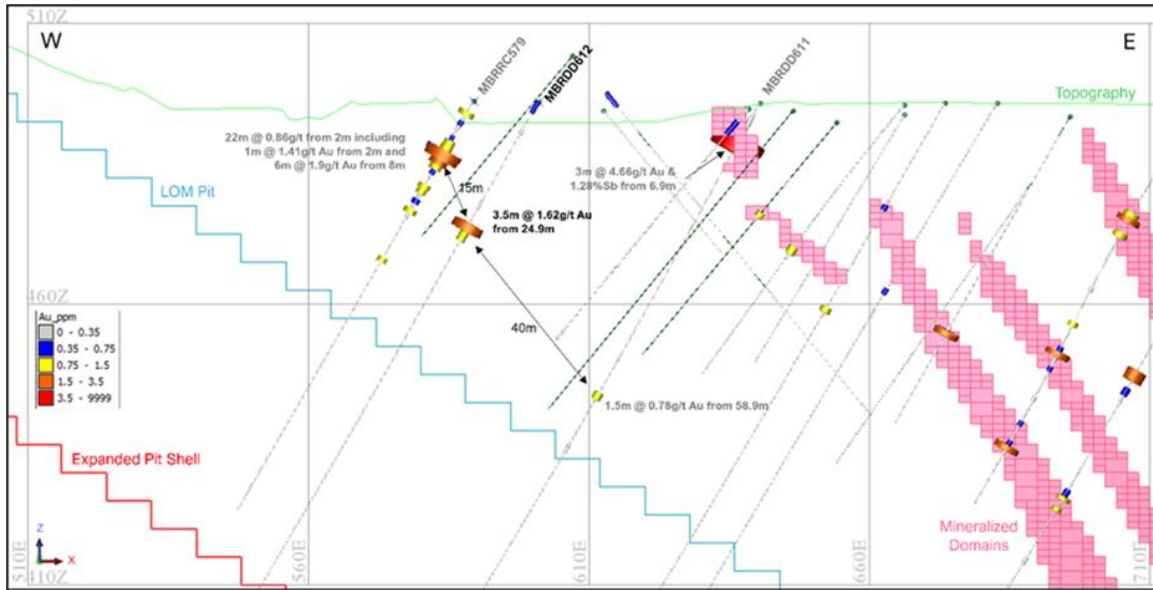 510Z
W
E
MBRRC579
MBRDD612
MBRDD611
Topography
22m @ 0.86g/t from 2m including
1m @ 1.41g/t Au from 2m and
6m @ 1.9g/t Au from 8m
LOM Pit
15m
3m @ 4.66g/t Au &
1.28%Sb from 6.9m
3.5m @ 1.62g/t Au
from 24.9m
460Z
Au_ppm
0 - 0.35
0.35 - 0.75
0.75 - 1.5
1.5 - 3.5
3.5 - 9999
40m
1.5m @ 0.78g/t Au from 58.9m
Expanded Pit Shell
Mineralized
Domains
Z
X
510E
410Z
560E
610E
660E
710E